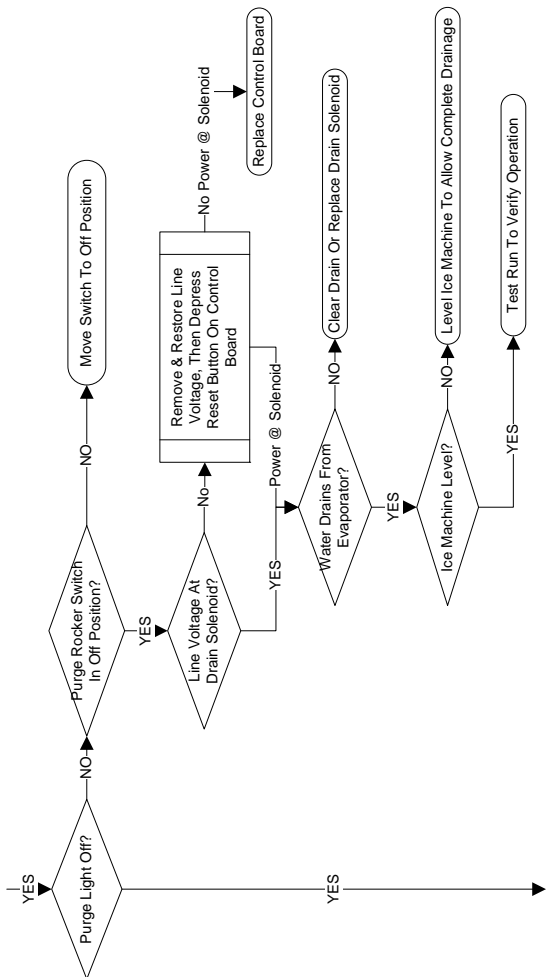 YES
Purge Light Off?
YES
NO
Purge Rocker Switch
In Off Position?
NO
Move Switch To Off Position
YES
Line Voltage At
Drain Solenoid?
No
Remove & Restore Line
Voltage, Then Depress
Reset Button On Control
Board
No Power @ Solenoid
Replace Control Board
YES
Power @ Solenoid
Water Drains From
Evaporator?
NO
Clear Drain Or Replace Drain Solenoid
YES
Ice Machine Level?
NO
Level Ice Machine To Allow Complete Drainage
YES
Test Run To Verify Operation